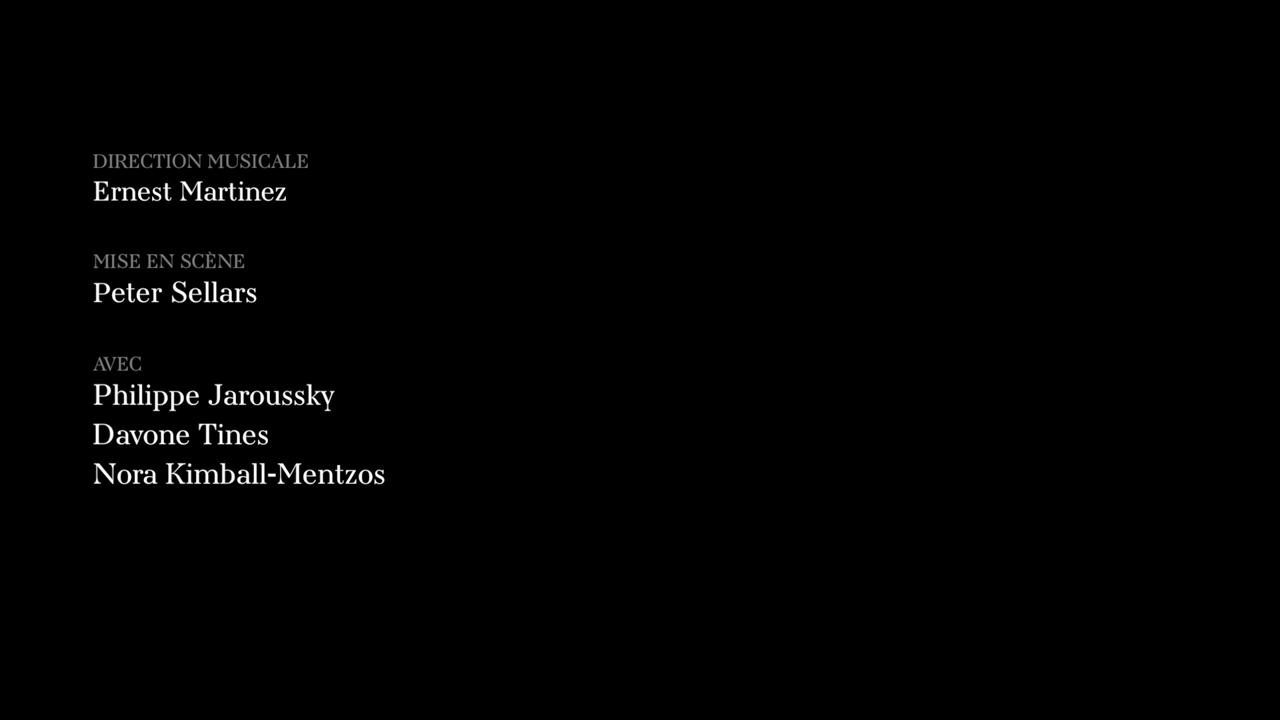 DIRECTION MUSICALE
Ernest Martinez
MISE EN SCÈNE
Peter Sellars
AVEC
Philippe Jaroussky
Davone Tines
Nora Kimball-Mentzos